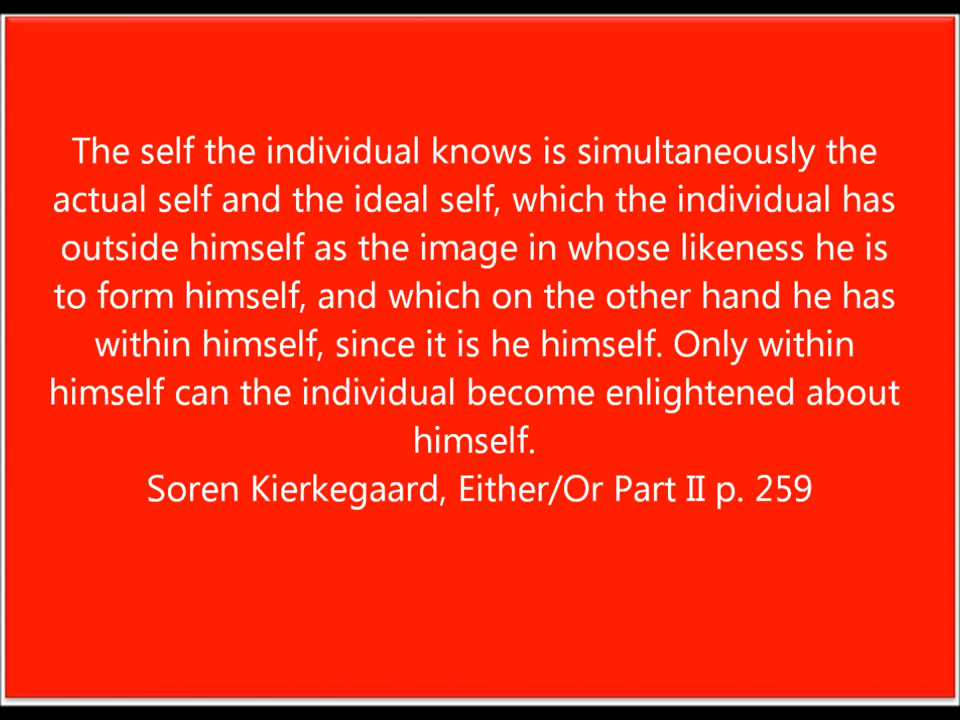 The self the individual knows is simultaneously the
actual self and the ideal self, which the individual has
outside himself as the image in whose likeness he is
to form himself, and which on the other hand he has
within himself, since it is he himself. Only within
himself can the individual become enlightened about
himself.
Soren Kierkegaard, Either/Or Part II p. 259